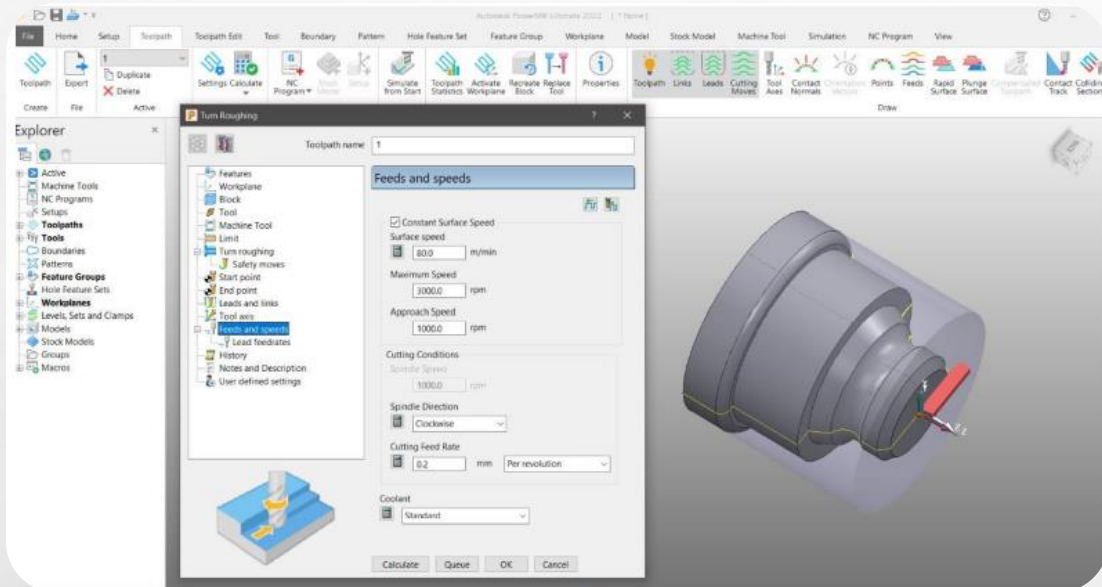 Autodesk PowerMill Ultimate 2022 [ * Home ]
File Home Setup Toolpath Toolpath Edit Tool Boundary Pattern Hole Feature Set Feature Group Workplane Model Stock Model Machine Tool Simulation NC Program View
1
Duplicate
Delete
Toolpath
Export
Settings
Calculate
NC
Program
Simulate
from Start
Toolpath
Statistics
Activate
Workplane
Recreate
Block
Replace
Tool
Properties
Toolpath
Links
Leads
Cutting
Moves
Tool
Axes
Contact
Normals
Points
Feeds
Rapid
Surface
Plunge
Surface
Contact
Track
Create
File
Active
Draw
Explorer
Active
Machine Tools
NC Programs
Setups
Toolpaths
Tools
Boundaries
Patterns
Feature Groups
Hole Feature Sets
Workplanes
Levels, Sets and Clamps
Models
Stock Models
Groups
Macros
Turn Roughing
? ×
Toolpath name 1
Features
Workplane
Block
Tool
Machine Tool
Limit
Turn roughing
Safety moves
Start point
End point
Leads and links
Tool axis
Feeds and speeds
Lead feedrates
History
Notes and Description
User defined settings
Feeds and speeds
Constant Surface Speed
Surface speed
80.0 m/min
Maximum Speed
3000.0 rpm
Approach Speed
1000.0 rpm
Cutting Conditions
Spindle Speed
1000.0 rpm
Spindle Direction
Clockwise
Cutting Feed Rate
0.2 mm Per revolution
Coolant
Standard
Calculate Queue OK Cancel
Z